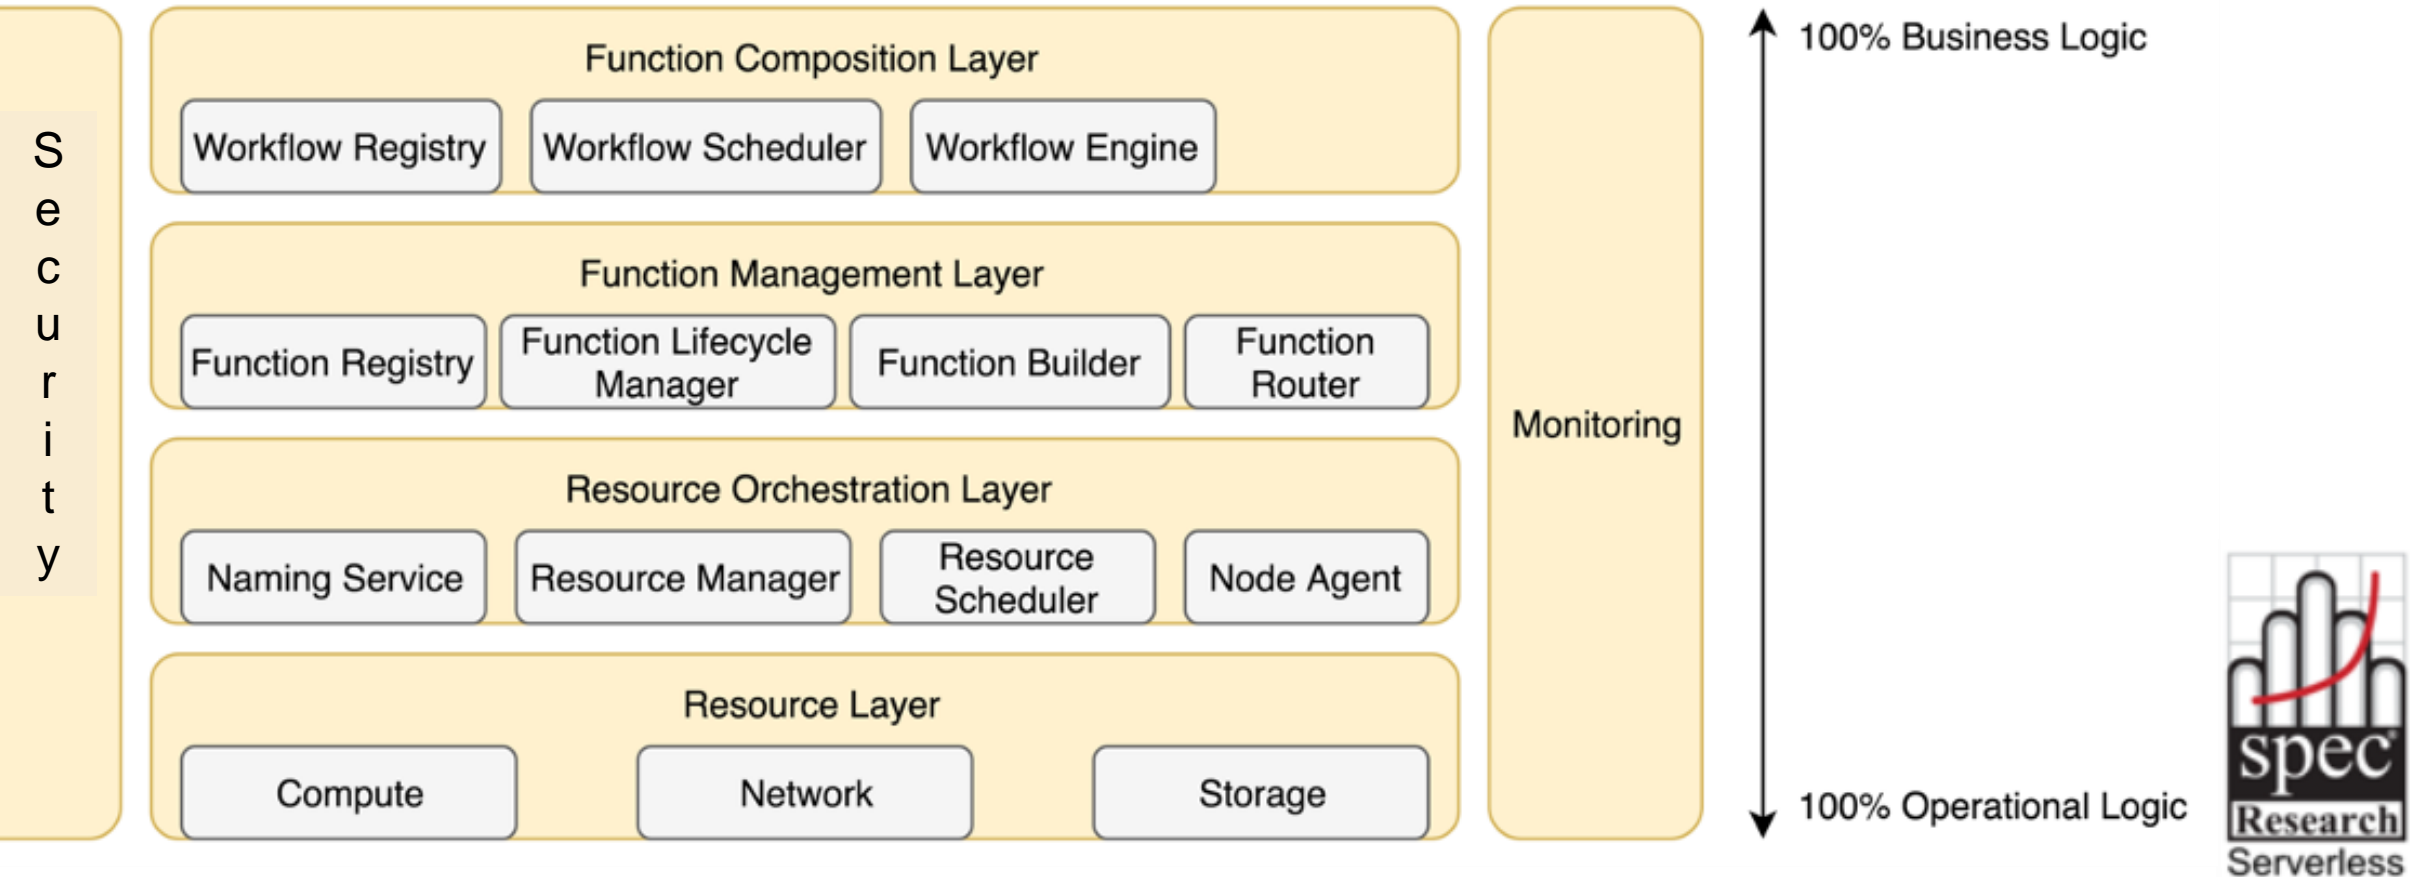 Security
Function Composition Layer
Workflow Registry
Workflow Scheduler
Workflow Engine
Function Management Layer
Function Registry
Function Lifecycle
Manager
Function Builder
Function
Router
Resource Orchestration Layer
Naming Service
Resource Manager
Resource
Scheduler
Node Agent
Resource Layer
Compute
Network
Storage
Monitoring
100% Business Logic
100% Operational Logic
spec
Research
Serverless